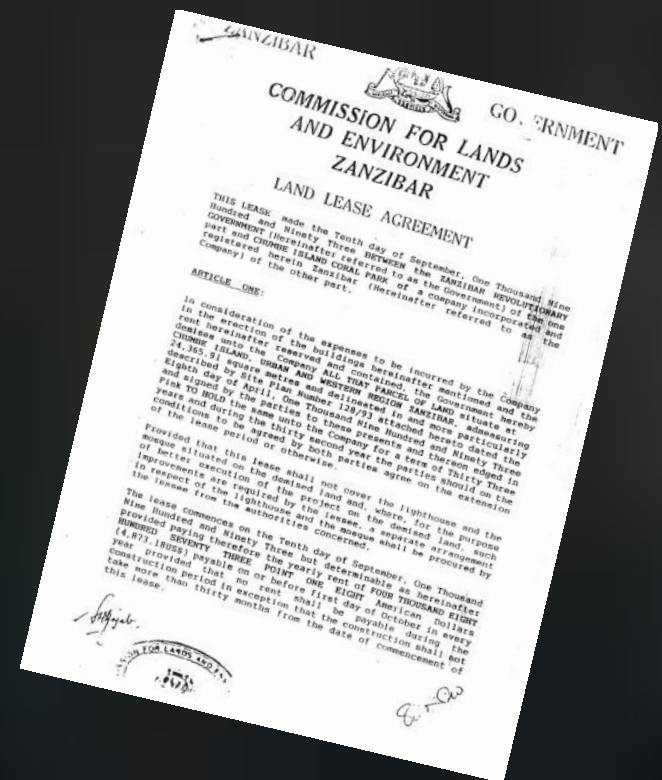 ZANZIBAR
GOVERNMENT
COMMISSION FOR LANDS
AND ENVIRONMENT
ZANZIBAR
LAND LEASE AGREEMENT
THIS LEASE made the Tenth day of September, One Thousand Nine
Hundred and Ninety Three BETWEEN the ZANZIBAR REVOLUTIONARY
GOVERNMENT (Hereinafter referred to as the Government) of the one
part and CHUMBE ISLAND CORAL PARK of a company incorporated and
registered herein Zanzibar (Hereinafter referred to as the
Company) of the other part.
ARTICLE ONE:
In consideration of the expenses to be incurred by the Company
in the erection of the buildings hereinafter mentioned and the
rent hereinafter reserved and contained, the Government hereby
demises unto the Company ALL THAT PARCEL OF LAND situate at
CHUMBE ISLAND, URBAN AND WESTERN REGION ZANZIBAR, admeasuring
24,365.91 square metres and delineated in and more particularly
described by Site Plan Number 128/93 attached hereto dated the
Eighth day of April, One Thousand Nine Hundred and Ninety Three
and signed by the parties to these presents and thereon edged in
Pink TO HOLD the same unto the Company for a term of Thirty Three
years and during the thirty second year the parties should on the
conditions to be agreed by both parties agree on the extension
of the lease period or otherwise.
Provided that this lease shall not cover the lighthouse and the
mosque situated on the demised land and, where, for the purpose
of better execution of the project on the demised land, such
improvements are required by the lessee, a separate arrangement
in respect of the lighthouse and the mosque shall be procured by
the lessee from the authorities concerned.
The lease commences on the Tenth day of September, One Thousand
Nine Hundred and Ninety Three but determinable as hereinafter
provided paying therefore the yearly rent of FOUR THOUSAND EIGHT
HUNDRED SEVENTY THREE POINT ONE EIGHT American Dollars
(4,873.18US$) payable on or before first day of October in every
year provided that no rent shall be payable during the
construction period in exception that the construction shall not
take more than thirty months from the date of commencement of
this lease.
FOR LANDS AND